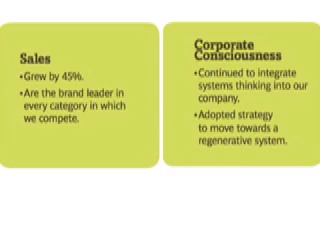 Sales
•Grew by 45%.
•Are the brand leader in
every category in which
we compete.
Corporate
Consciousness
•Continued to integrate
systems thinking into our
company.
•Adopted strategy
to move towards a
regenerative system.